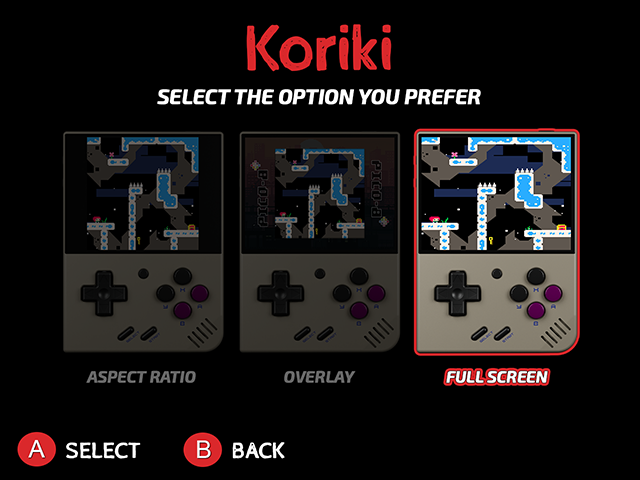 Koriki
SELECT THE OPTION YOU PREFER
PICO-8
PICO-8
ASPECT RATIO
OVERLAY
FULL SCREEN
A SELECT
B BACK